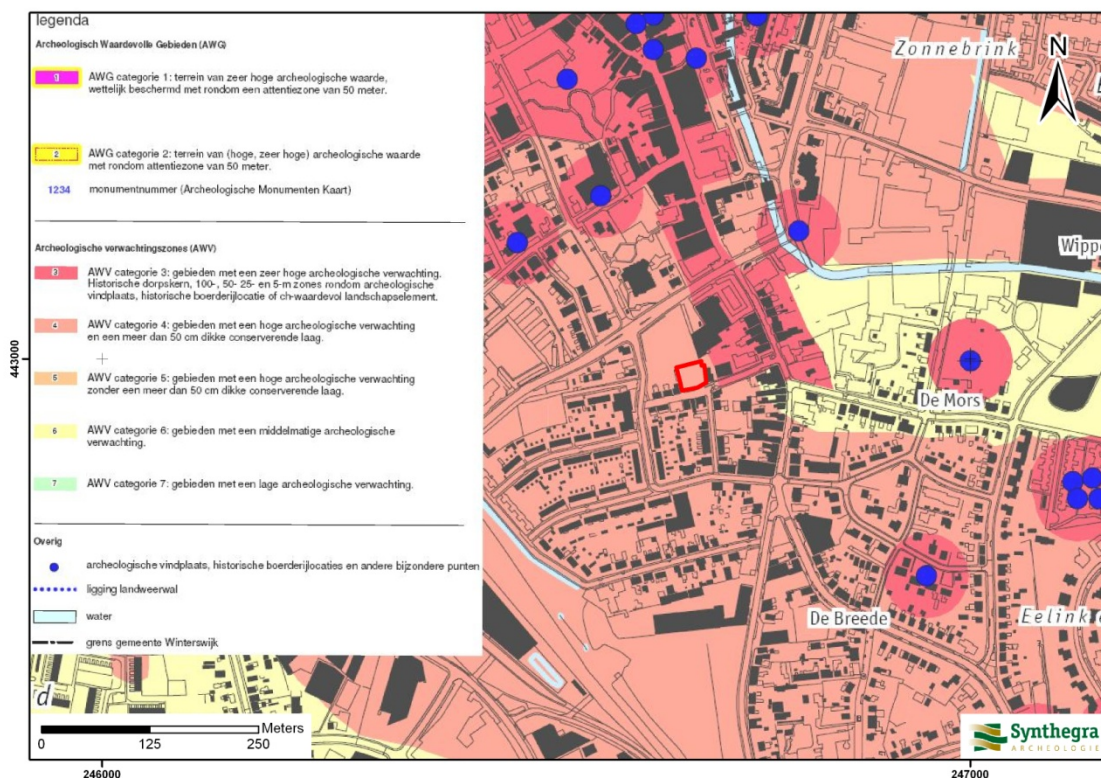 legenda
Archeologisch Waardevolle Gebieden (AWG)
1
AWG categorie 1: terrein van zeer hoge archeologische waarde,
wettelijk beschermd met rondom een attentiezone van 50 meter.
2
AWG categorie 2: terrein van (hoge, zeer hoge) archeologische waarde
met rondom attentiezone van 50 meter.
1234
monumentnummer (Archeologische Monumenten Kaart)
Archeologische verwachringszones (AWV)
3
AWV categorie 3: gebieden met een zeer hoge archeologische verwachting.
Historische dorpskern, 100-, 50- 25- en 5-m zones rondom archeologische
vindplaats, historische boerderijlocatie of ch-waardevol landschapselement.
4
AWV categorie 4: gebieden met een hoge archeologische verwachting
en een meer dan 50 cm dikke conserverende laag.
5
AWV categorie 5: gebieden met een hoge archeologische verwachting
zonder een meer dan 50 cm dikke conserverende laag.
6
AWV categorie 6: gebieden met een middelmatige archeologische
verwachting.
7
AWV categorie 7: gebieden met een lage archeologische verwachting.
Overig
archeologische vindplaats, historische boerderijlocaties en andere bijzondere punten
ligging landweerwal
water
grens gemeente Winterswijk
Zonnebrink
N
Wippe
De Mors
De Breede
Eelink
d
Meters
0
125
250
443000
246000
247000
Synthegra
ARCHEOLOGIE